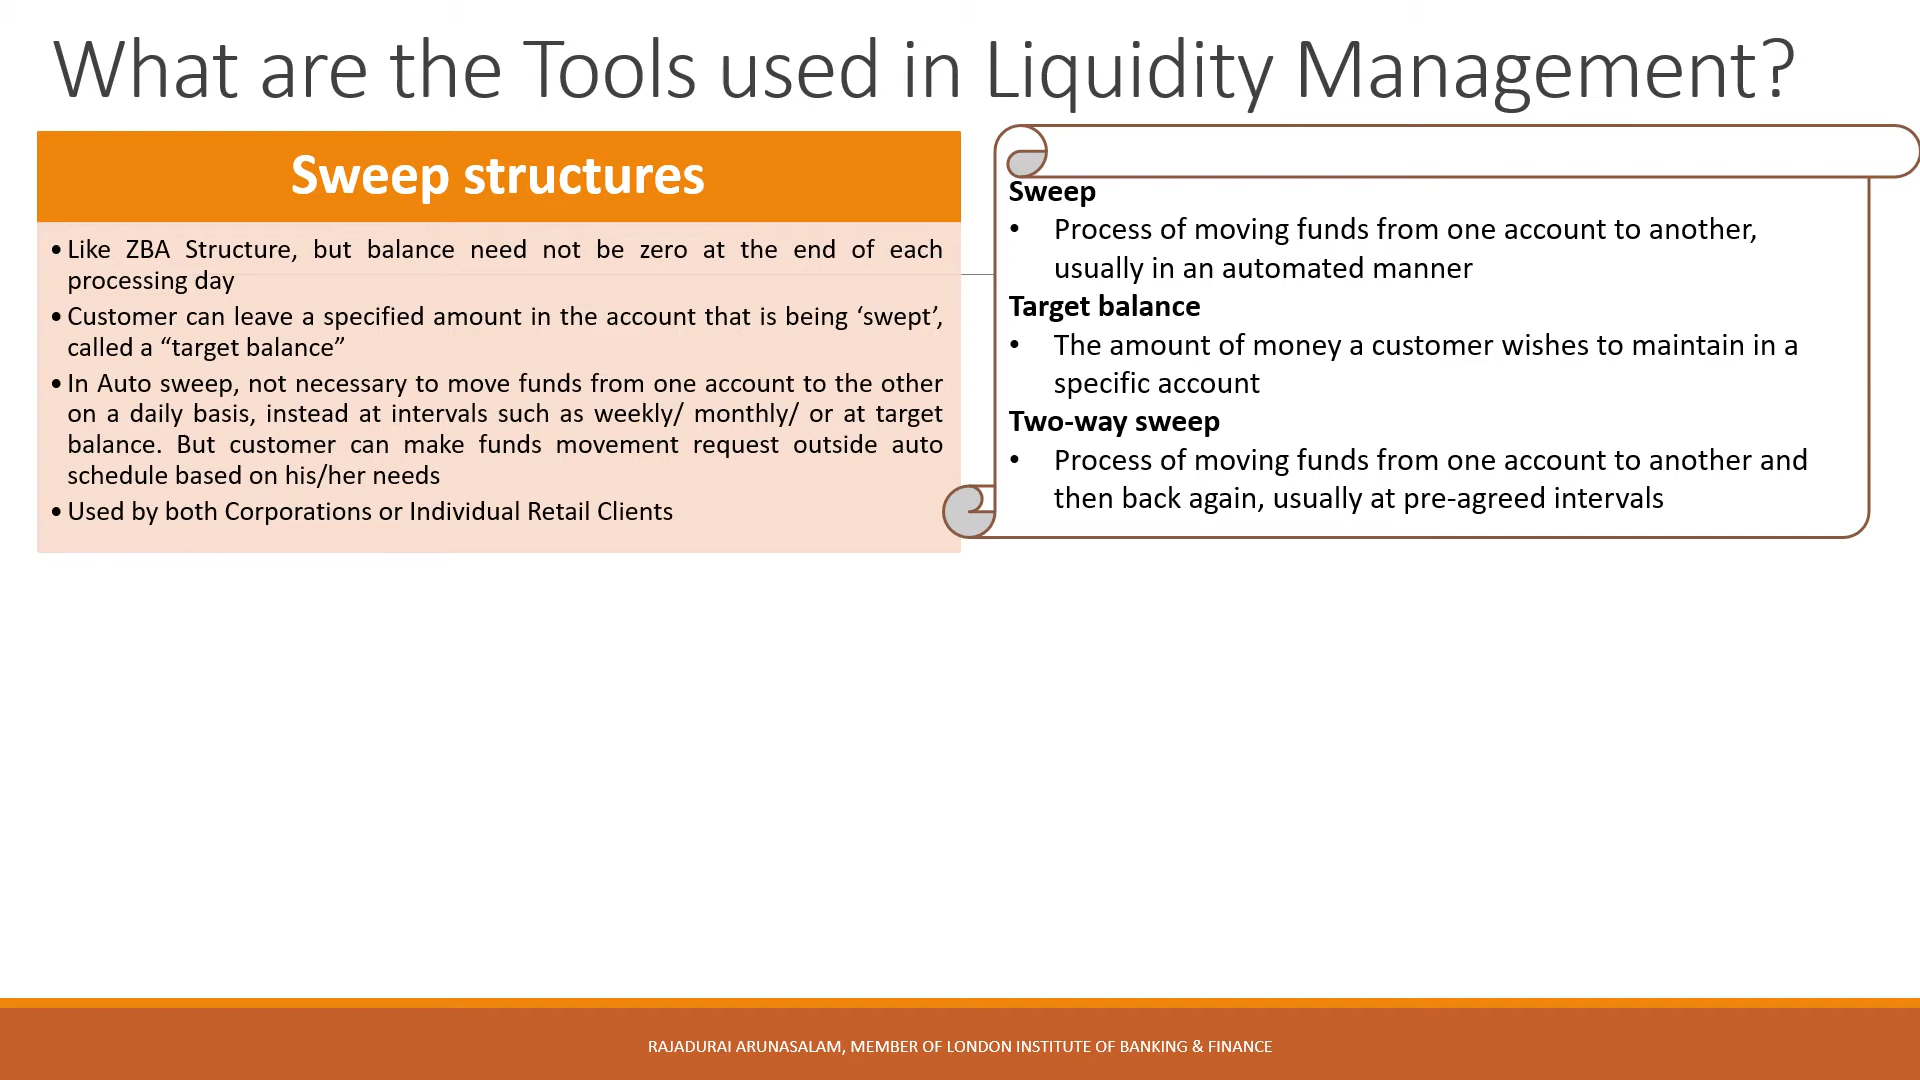 What are the Tools used in Liquidity Management?
Sweep structures
• Like ZBA Structure, but balance need not be zero at the end of each
processing day
• Customer can leave a specified amount in the account that is being ‘swept’,
called a “target balance”
• In Auto sweep, not necessary to move funds from one account to the other
on a daily basis, instead at intervals such as weekly/ monthly/ or at target
balance. But customer can make funds movement request outside auto
schedule based on his/her needs
• Used by both Corporations or Individual Retail Clients
Sweep
• Process of moving funds from one account to another,
usually in an automated manner
Target balance
• The amount of money a customer wishes to maintain in a
specific account
Two-way sweep
• Process of moving funds from one account to another and
then back again, usually at pre-agreed intervals
RAJADURAI ARUNASALAM, MEMBER OF LONDON INSTITUTE OF BANKING & FINANCE